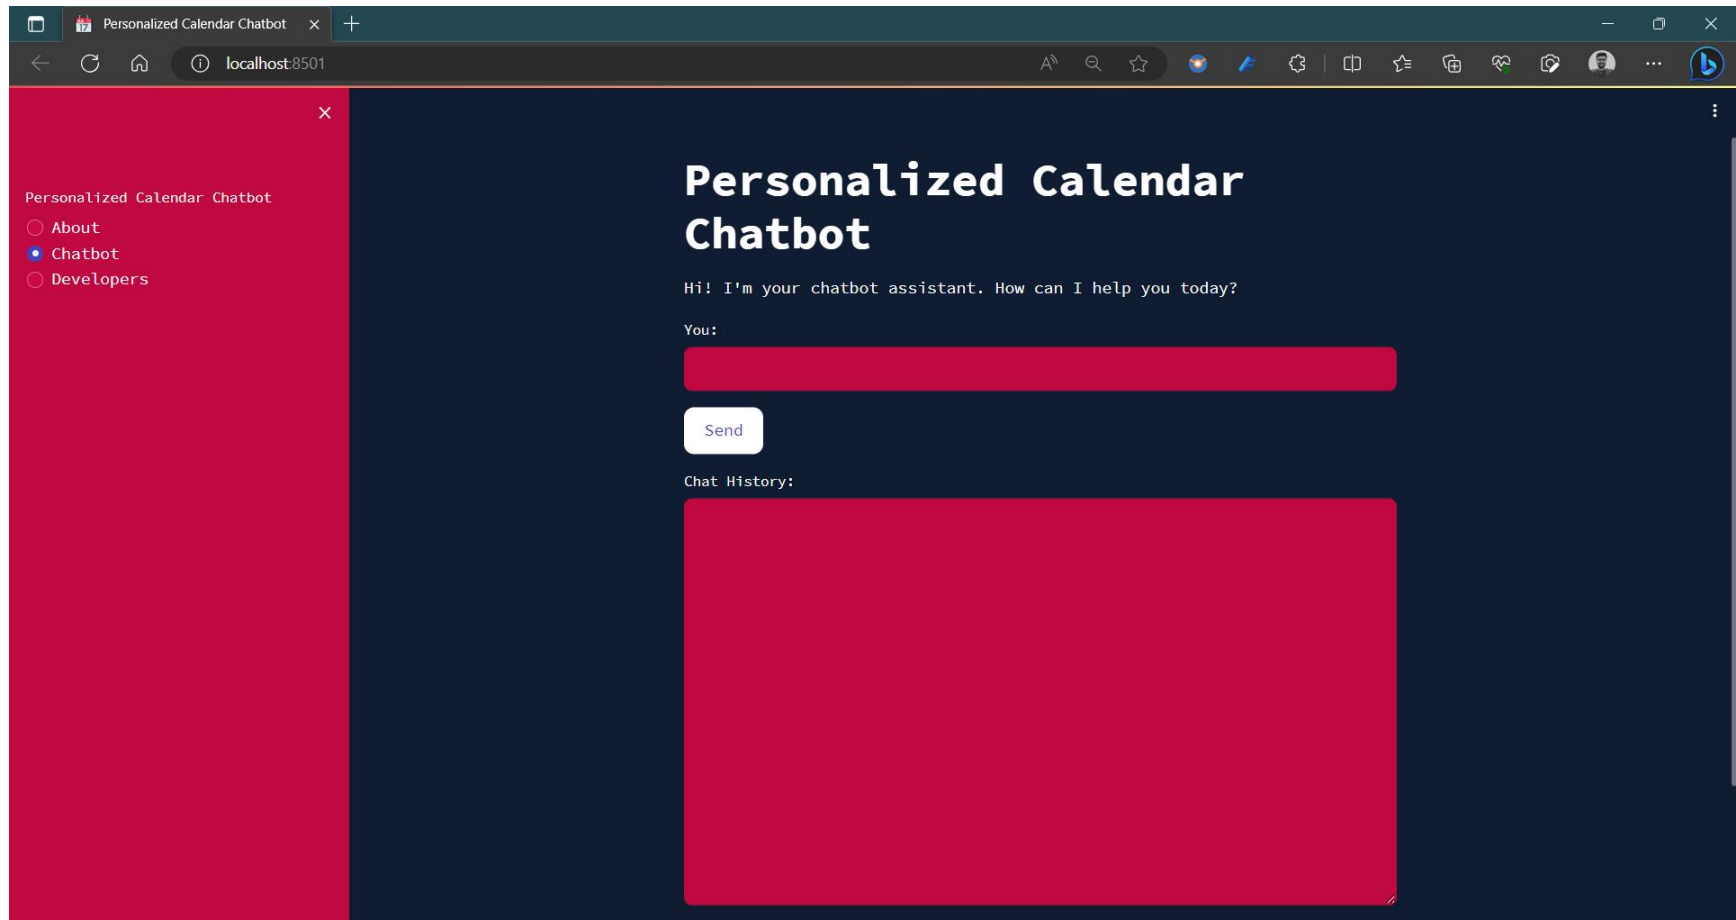 Personalized Calendar Chatbot
localhost:8501
Personalized Calendar Chatbot
About
Chatbot
Developers
Personalized Calendar
Chatbot
Hi! I'm your chatbot assistant. How can I help you today?
You:
Send
Chat History: